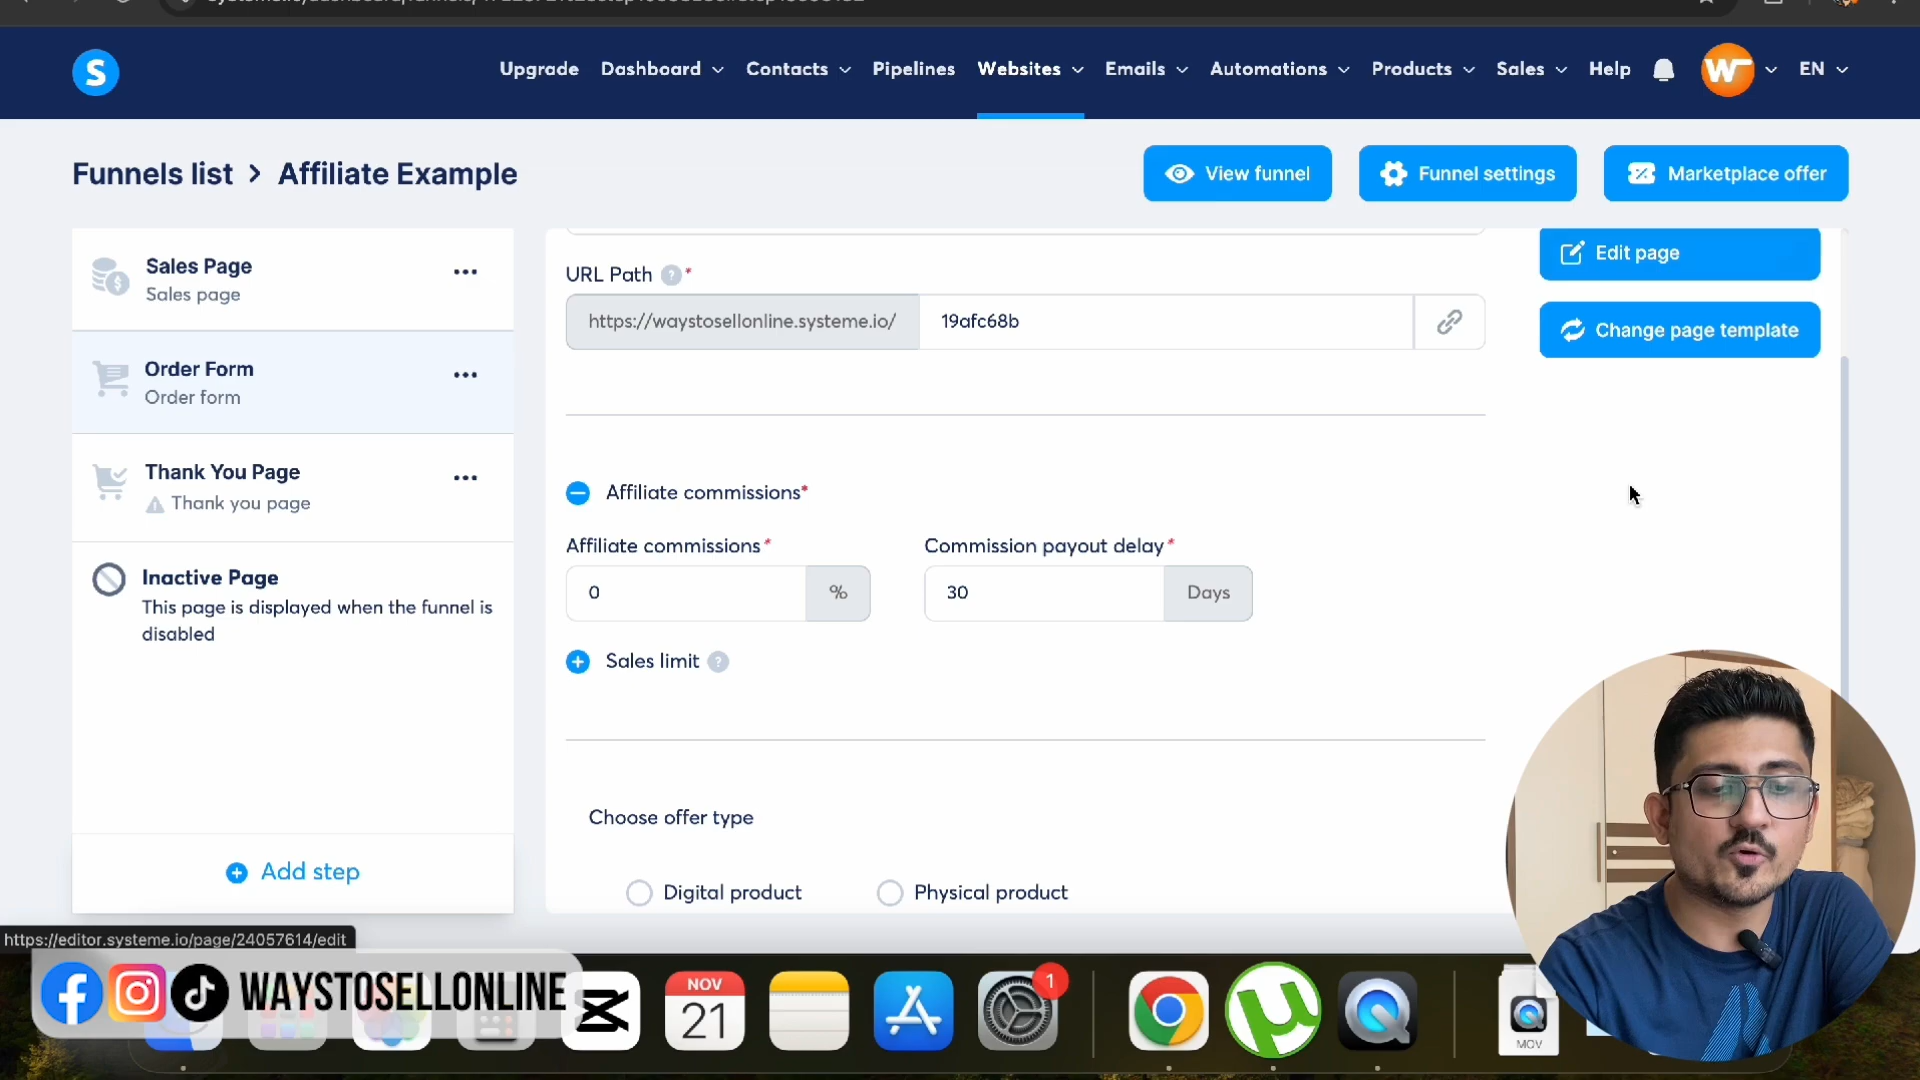 Upgrade Dashboard Contacts Pipelines Websites Emails Automations Products Sales Help EN
Funnels list > Affiliate Example
View funnel
Funnel settings
Marketplace offer
Sales Page
Sales page
Order Form
Order form
Thank You Page
Thank you page
Inactive Page
This page is displayed when the funnel is
disabled
Add step
URL Path ? *
https://waystosellonline.systeme.io/ 19afc68b
Edit page
Change page template
Affiliate commissions*
Affiliate commissions* Commission payout delay*
0 % 30 Days
Sales limit ?
Choose offer type
Digital product Physical product
https://editor.systeme.io/page/24057614/edit
WAYSTOSELLONLINE
NOV
21
1
MOV